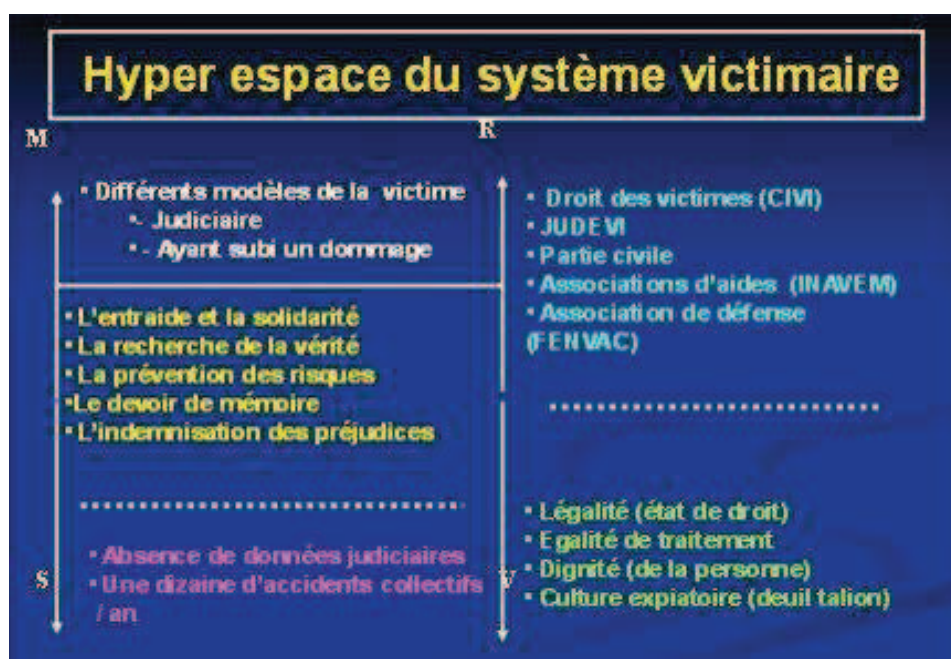 Hyper espace du système victimaire
M
R
• Différents modèles de la victime
•- Judiciaire
•- Ayant subi un dommage
• L'entraide et la solidarité
• La recherche de la vérité
• La prévention des risques
•Le devoir de mémoire
• L'indemnisation des préjudices
• Absence de données judiciaires
• Une dizaine d'accidents collectifs
/ an
S
• Droit des victimes (CIVI)
• JUDEVI
• Partie civile
• Associations d'aides (INAVEM)
• Association de défense
(FENVAC)
• Légalité (état de droit)
• Egalité de traitement
• Dignité (de la personne)
• Culture expiatoire (deuil talion)
V